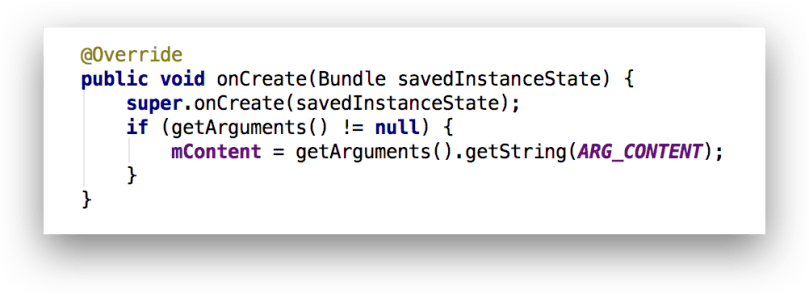 @Override
public void onCreate(Bundle savedInstanceState) {
    super.onCreate(savedInstanceState);
    if (getArguments() != null) {
        mContent = getArguments().getString(ARG_CONTENT);
    }
}